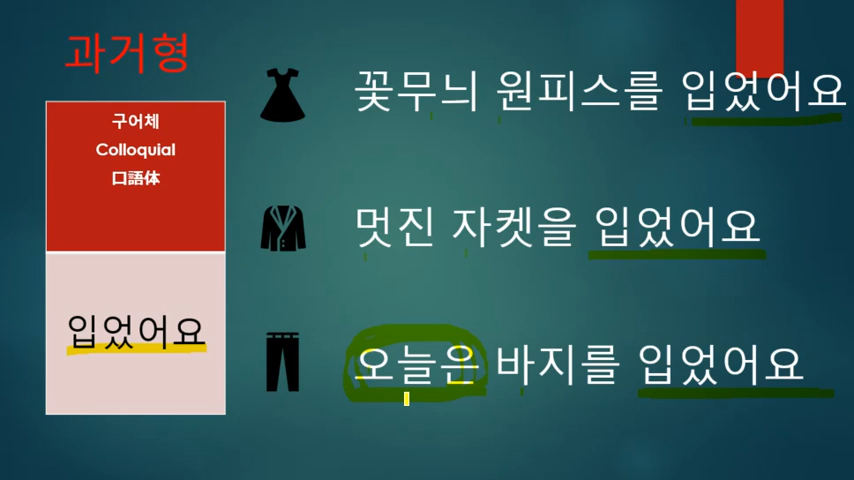 과거형
구어체
Colloquial
口語体
입었어요
꽃무늬 원피스를 입었어요
멋진 자켓을 입었어요
오늘은 바지를 입었어요